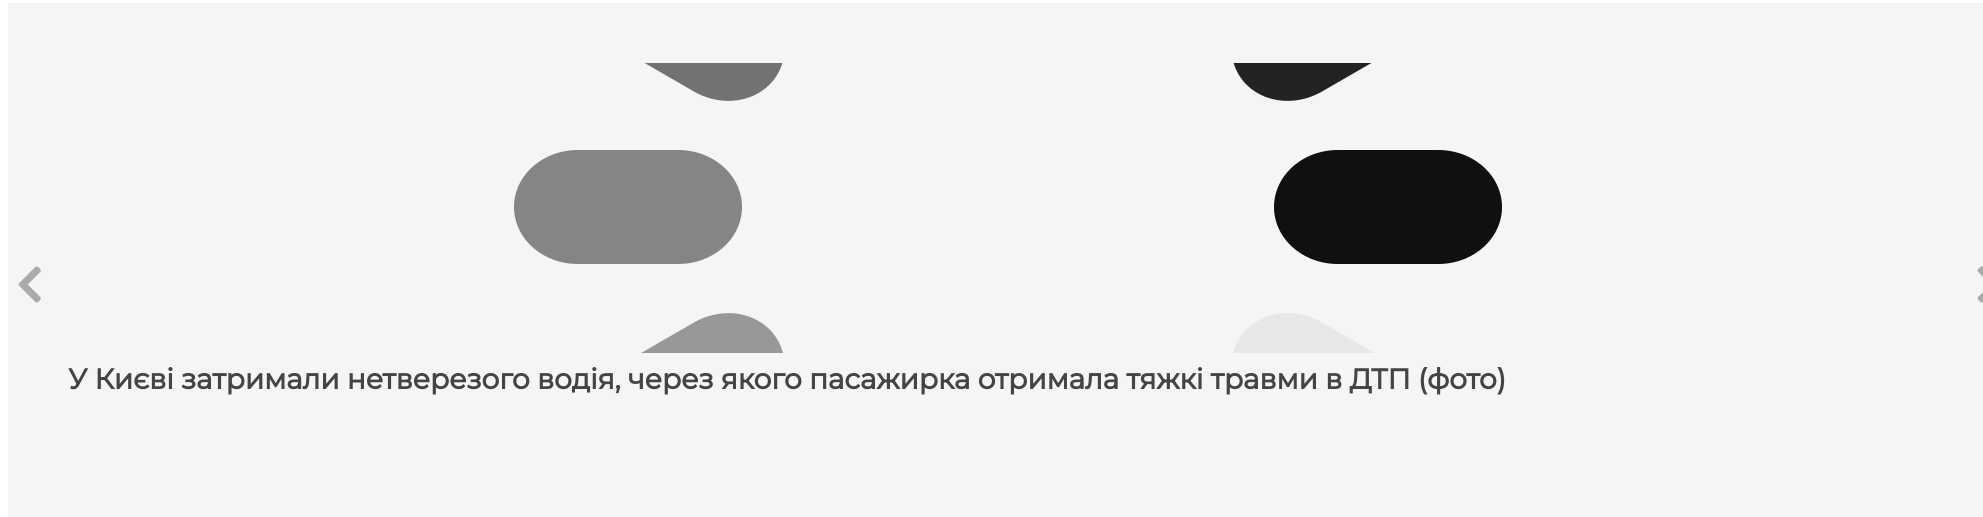 У Києві затримали нетверезого водія, через якого пасажирка отримала тяжкі травми в ДТП (фото)